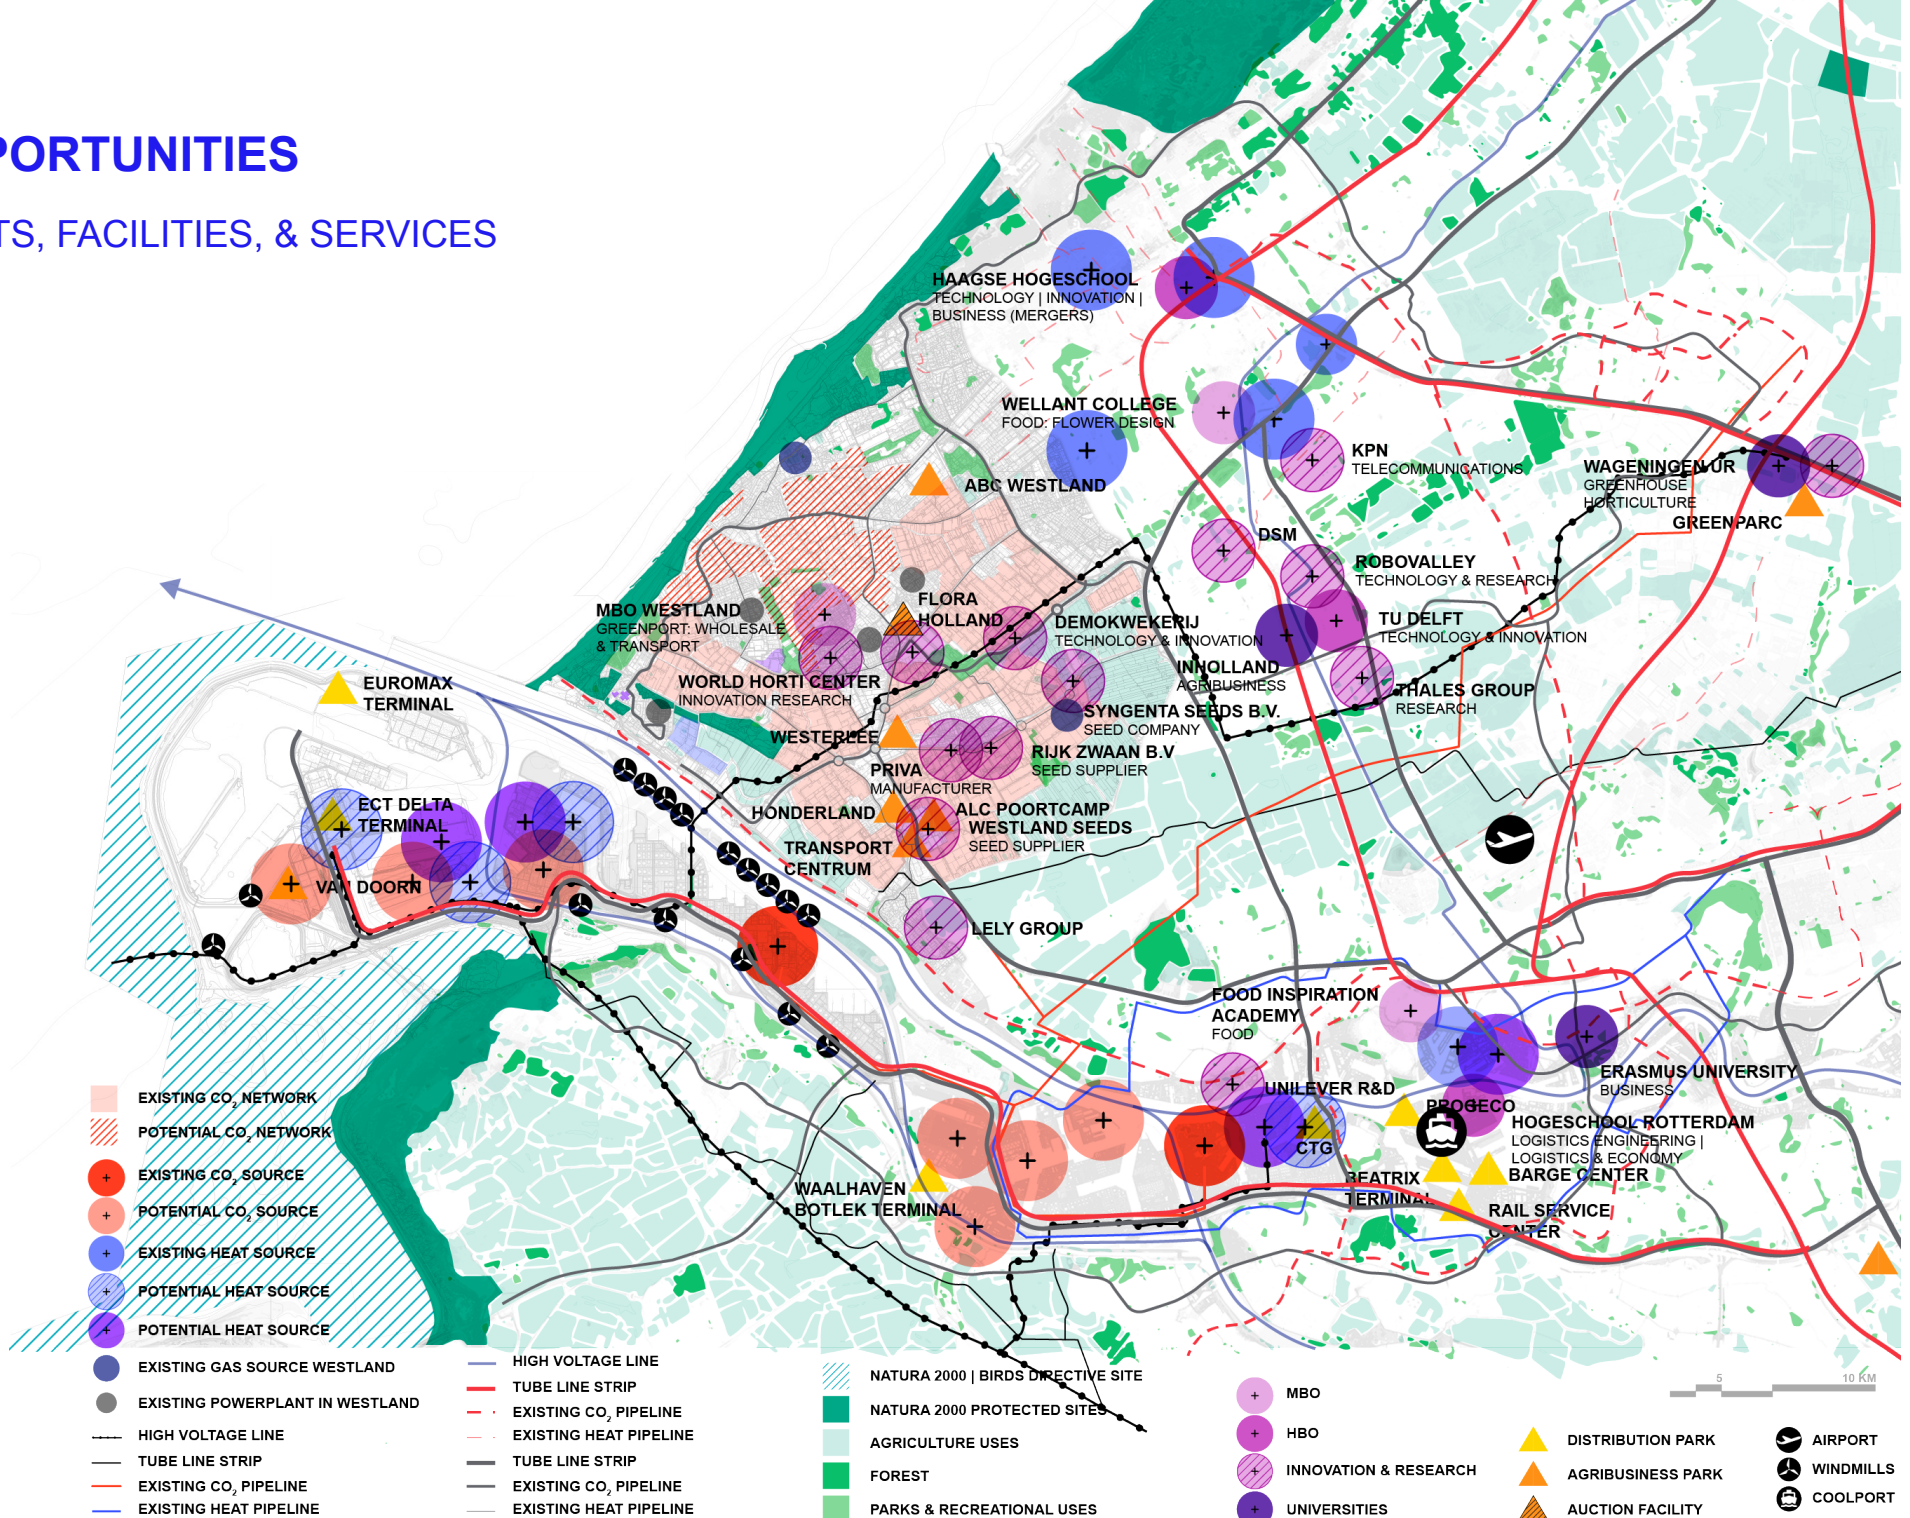 PORTUNITIES
TS, FACILITIES, & SERVICES
HAAGSE HOGESCHOOL
TECHNOLOGY | INNOVATION |
BUSINESS (MERGERS)
WELLANT COLLEGE
FOOD: FLOWER DESIGN
KPN
TELECOMMUNICATIONS
WAGENINGEN UR
GREENHOUSE
HORTICULTURE
GREENPARC
ABC WESTLAND
DSM
ROBOVALLEY
TECHNOLOGY & RESEARCH
MBO WESTLAND
GREENPORT: WHOLESALE
& TRANSPORT
FLORA
HOLLAND
DEMOKWEKERIJ
TECHNOLOGY & INNOVATION
TU DELFT
TECHNOLOGY & INNOVATION
INHOLLAND
AGRIBUSINESS
WORLD HORTI CENTER
INNOVATION RESEARCH
THALES GROUP
RESEARCH
EUROMAX
TERMINAL
SYNGENTA SEEDS B.V.
SEED COMPANY
WESTERLEE
RIJK ZWAAN B.V
SEED SUPPLIER
PRIVA
MANUFACTURER
ECT DELTA
TERMINAL
HONDERLAND
ALC POORTCAMP
WESTLAND SEEDS
SEED SUPPLIER
TRANSPORT
CENTRUM
VAN DOORN
LELY GROUP
FOOD INSPIRATION
ACADEMY
FOOD
UNILEVER R&D
ERASMUS UNIVERSITY
BUSINESS
PROGECO
HOGESCHOOL ROTTERDAM
LOGISTICS ENGINEERING |
LOGISTICS & ECONOMY
CTG
BARGE CENTER
BEATRIX
TERMINAL
WAALHAVEN
BOTLEK TERMINAL
RAIL SERVICE
CENTER
EXISTING CO2 NETWORK
POTENTIAL CO2 NETWORK
EXISTING CO2 SOURCE
POTENTIAL CO2 SOURCE
EXISTING HEAT SOURCE
POTENTIAL HEAT SOURCE
POTENTIAL HEAT SOURCE
EXISTING GAS SOURCE WESTLAND
EXISTING POWERPLANT IN WESTLAND
HIGH VOLTAGE LINE
TUBE LINE STRIP
EXISTING CO2 PIPELINE
EXISTING HEAT PIPELINE
HIGH VOLTAGE LINE
TUBE LINE STRIP
EXISTING CO2 PIPELINE
EXISTING HEAT PIPELINE
TUBE LINE STRIP
EXISTING CO2 PIPELINE
EXISTING HEAT PIPELINE
NATURA 2000 | BIRDS DIRECTIVE SITE
NATURA 2000 PROTECTED SITES
AGRICULTURE USES
FOREST
PARKS & RECREATIONAL USES
MBO
HBO
INNOVATION & RESEARCH
UNIVERSITIES
5 10 KM
DISTRIBUTION PARK
AGRIBUSINESS PARK
AUCTION FACILITY
AIRPORT
WINDMILLS
COOLPORT